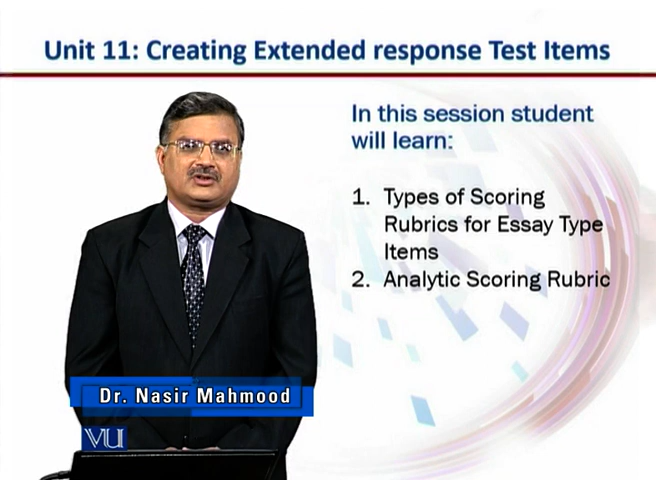 Unit 11: Creating Extended response Test Items
In this session student
will learn:
1. Types of Scoring
Rubrics for Essay Type
Items
2. Analytic Scoring Rubric
Dr. Nasir Mahmood
VU